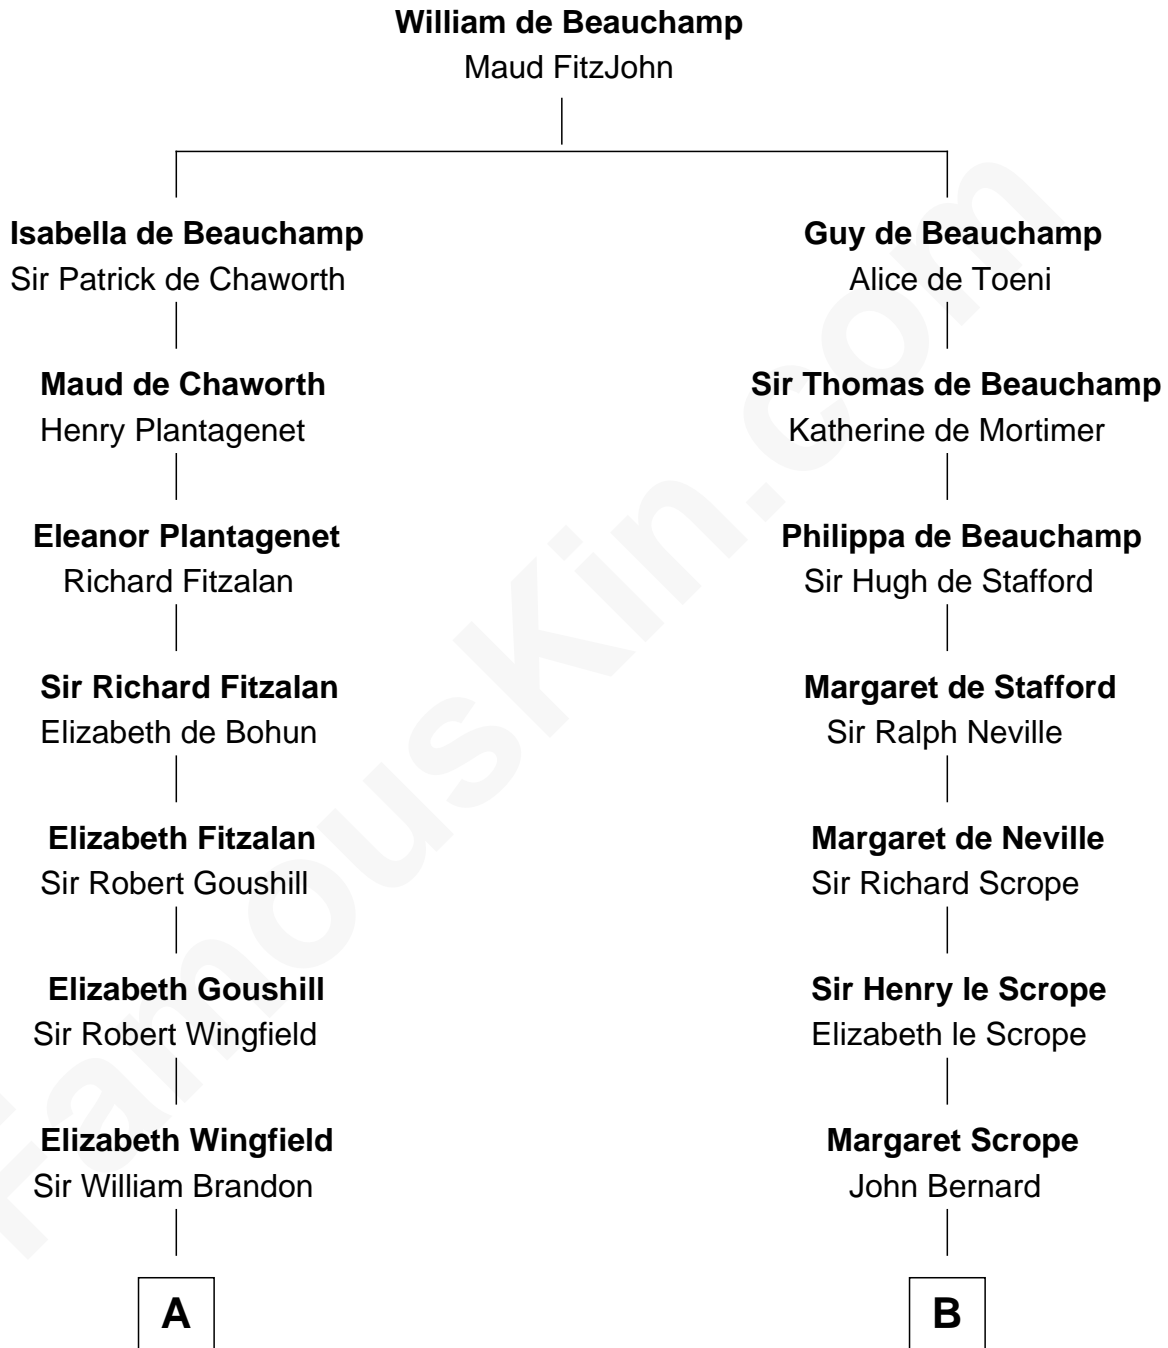 William de Beauchamp
Maud FitzJohn
Isabella de Beauchamp
Sir Patrick de Chaworth
Guy de Beauchamp
Alice de Toeni
Maud de Chaworth
Henry Plantagenet
Sir Thomas de Beauchamp
Katherine de Mortimer
Eleanor Plantagenet
Richard Fitzalan
Philippa de Beauchamp
Sir Hugh de Stafford
Sir Richard Fitzalan
Elizabeth de Bohun
Margaret de Stafford
Sir Ralph Neville
Elizabeth Fitzalan
Sir Robert Goushill
Margaret de Neville
Sir Richard Scrope
Elizabeth Goushill
Sir Robert Wingfield
Sir Henry le Scrope
Elizabeth le Scrope
Elizabeth Wingfield
Sir William Brandon
Margaret Scrope
John Bernard
A
B
FamousKin.com